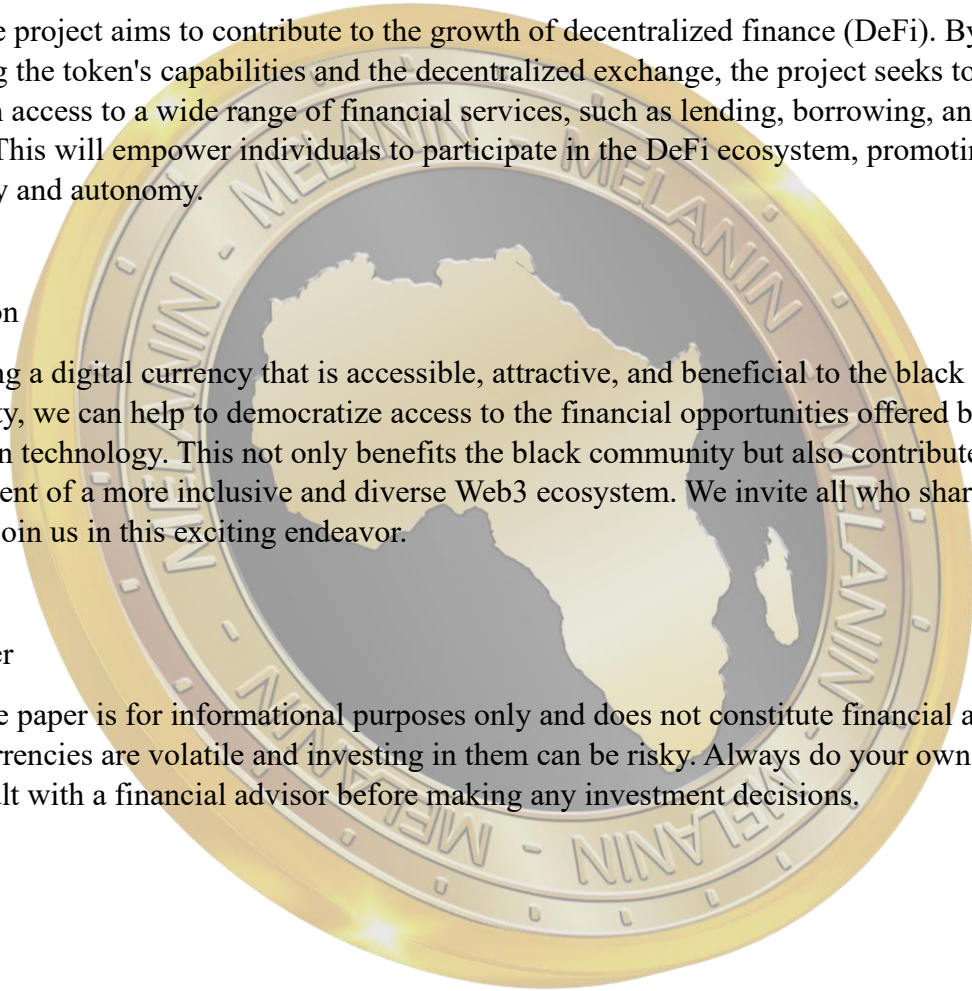 e project aims to contribute to the growth of decentralized finance (DeFi). By
g the token's capabilities and the decentralized exchange, the project seeks to
access to a wide range of financial services, such as lending, borrowing, an
This will empower individuals to participate in the DeFi ecosystem, promotin
y and autonomy.
on
ng a digital currency that is accessible, attractive, and beneficial to the black
ty, we can help to democratize access to the financial opportunities offered b
n technology. This not only benefits the black community but also contribute
ent of a more inclusive and diverse Web3 ecosystem. We invite all who shar
oin us in this exciting endeavor.
er
e paper is for informational purposes only and does not constitute financial a
rrencies are volatile and investing in them can be risky. Always do your own
ult with a financial advisor before making any investment decisions.
MELANIN - MELANIN - MELANIN - MELANIN - MELANIN - MELANIN - MELANIN - MELANIN